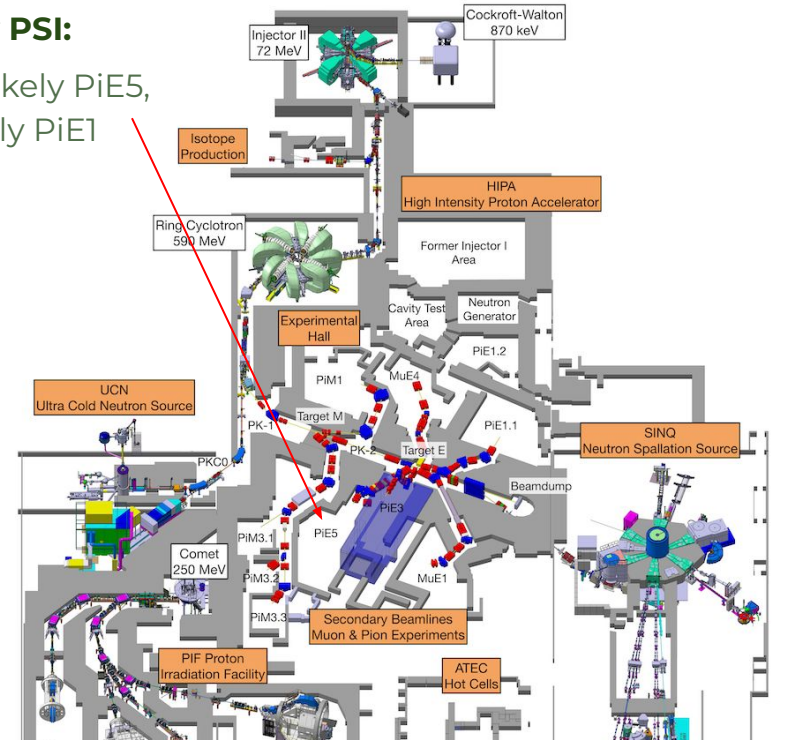 PSI:
kely PiE5,
ly PiE1
Cockroft-Walton
870 keV
Injector II
72 MeV
Isotope
Production
HIPA
High Intensity Proton Accelerator
Ring Cyclotron
590 MeV
Former Injector I
Area
Cavity Test
Area
Neutron
Generator
Experimental
Hall
PiE1.2
PiM1
MuE4
UCN
Ultra Cold Neutron Source
Target M
PK-1
PiE1.1
SINQ
Neutron Spallation Source
PK-2
Target E
PKC0
Beamdump
PiE3
PiE5
PiM3.1
Comet
250 MeV
PiM3.2
MuE1
PiM3.3
Secondary Beamlines
Muon & Pion Experiments
PIF Proton
Irradiation Facility
ATEC
Hot Cells